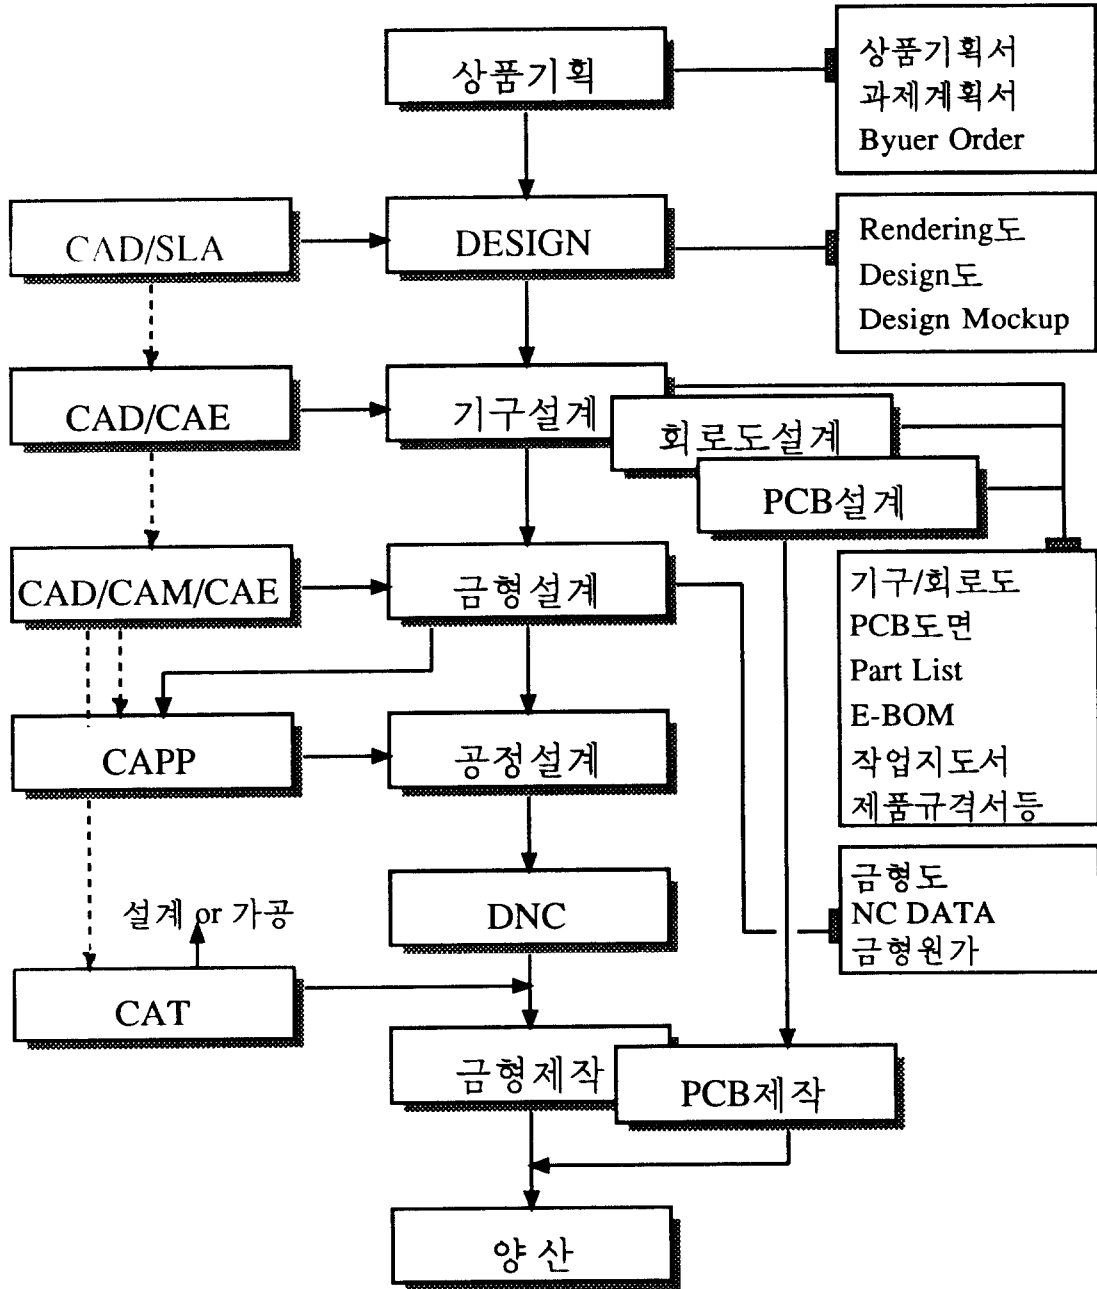 상품기획
상품기획서
과제계획서
Byuer Order
CAD/SLA
DESIGN
Rendering도
Design도
Design Mockup
CAD/CAE
기구설계
회로도설계
PCB설계
CAD/CAM/CAE
금형설계
기구/회로도
PCB도면
Part List
E-BOM
작업지도서
제품규격서등
CAPP
공정설계
금형도
NC DATA
금형원가
DNC
설계 or 가공
CAT
금형제작
PCB제작
양 산